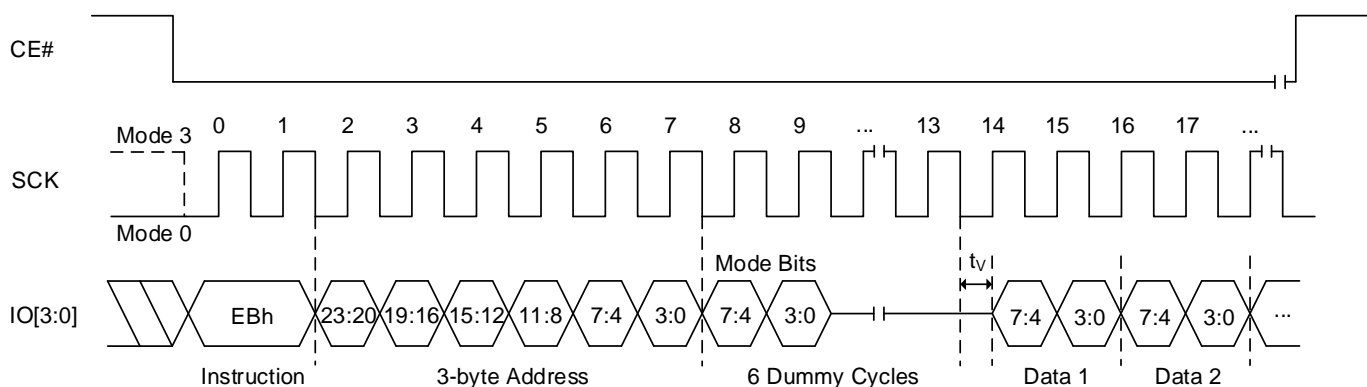 CE#
0 1 2 3 4 5 6 7 8 9 ... 13 14 15 16 17 ...
Mode 3
SCK
Mode 0
Mode Bits
tV
IO[3:0]
EBh 23:20 19:16 15:12 11:8 7:4 3:0 7:4 3:0 7:4 3:0 7:4 3:0 ...
Instruction 3-byte Address 6 Dummy Cycles Data 1 Data 2